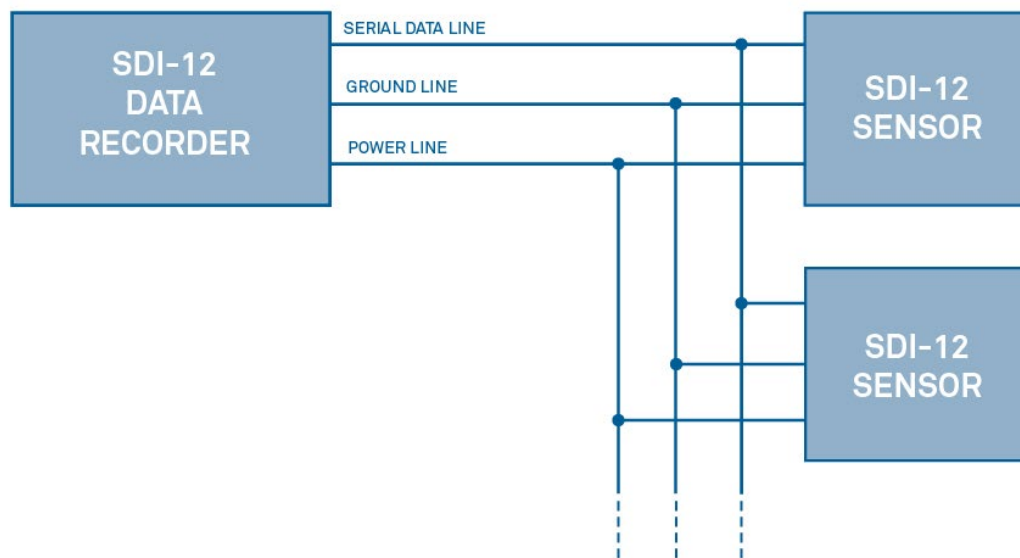 SDI-12
DATA
RECORDER
SERIAL DATA LINE
GROUND LINE
POWER LINE
SDI-12
SENSOR
SDI-12
SENSOR